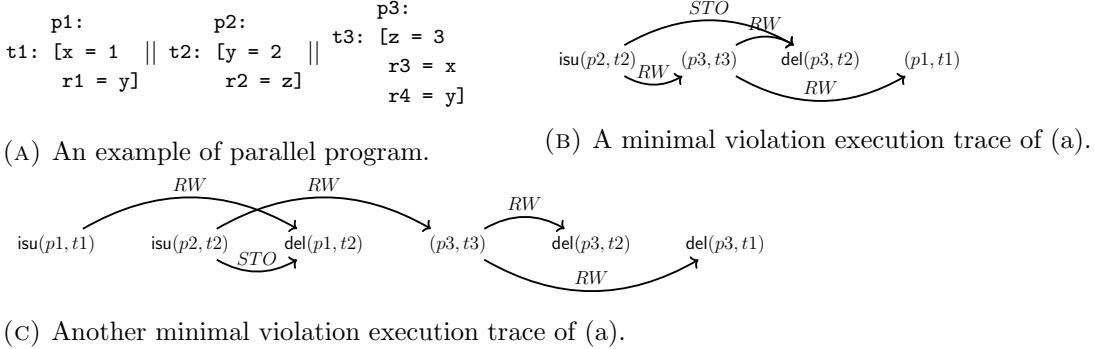 p1:
t1: [x = 1
r1 = y]
||
p2:
t2: [y = 2
r2 = z]
||
p3:
t3: [z = 3
r3 = x
r4 = y]
(A) An example of parallel program.
STO
RW
isu(p2, t2) (p3, t3) del(p3, t2) (p1, t1)
RW
RW
(B) A minimal violation execution trace of (a).
RW RW
RW
isu(p1, t1) isu(p2, t2) del(p1, t2) (p3, t3) del(p3, t2) del(p3, t1)
STO
RW
(C) Another minimal violation execution trace of (a).